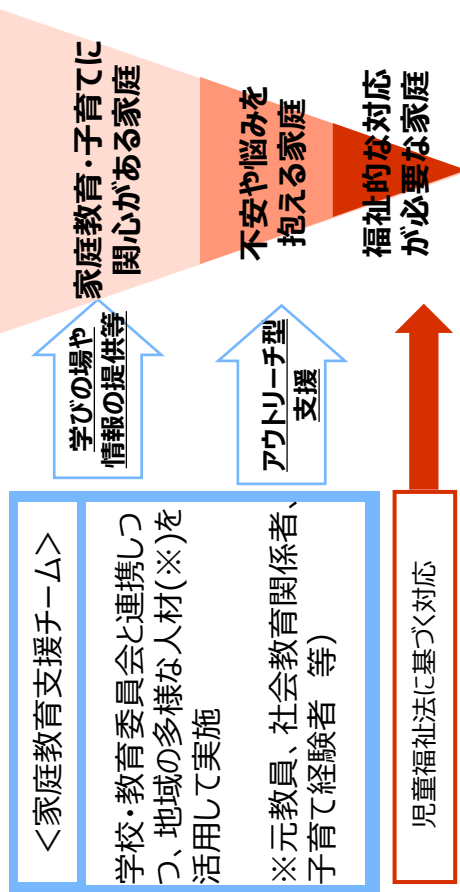 <家庭教育支援チーム>
学校・教育委員会と連携しつ
つ、地域の多様な人材(※)を
活用して実施
※元教員、社会教育関係者、
子育て経験者 等)
児童福祉法に基づく対応
学びの場や
情報の提供等
アウトリーチ型
支援
家庭教育・子育てに
関心がある家庭
不安や悩みを
抱える家庭
福祉的な対応
が必要な家庭